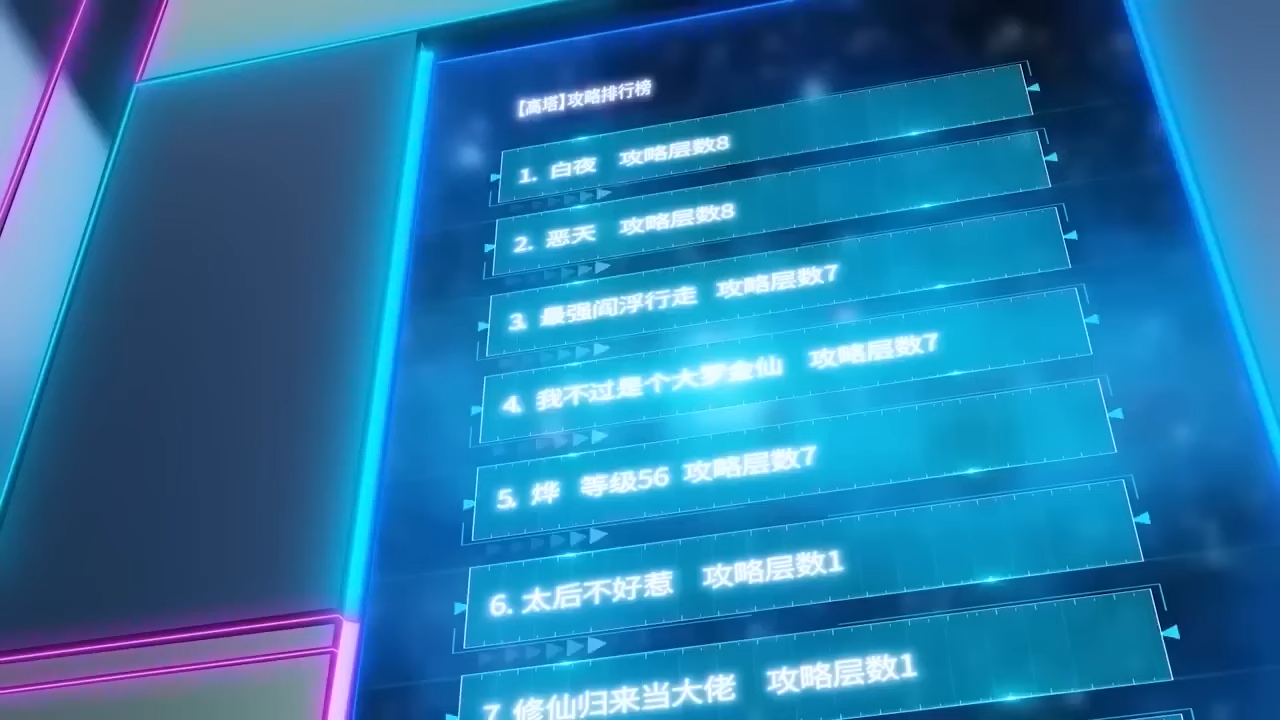 【高塔】攻略排行榜
1. 白夜 攻略层数8
2. 恶天 攻略层数8
3. 最强阎浮行走 攻略层数7
4. 我不过是个大罗金仙 攻略层数7
5. 烨 等级56 攻略层数7
6. 太后不好惹 攻略层数1
7. 修仙归来当大佬 攻略层数1